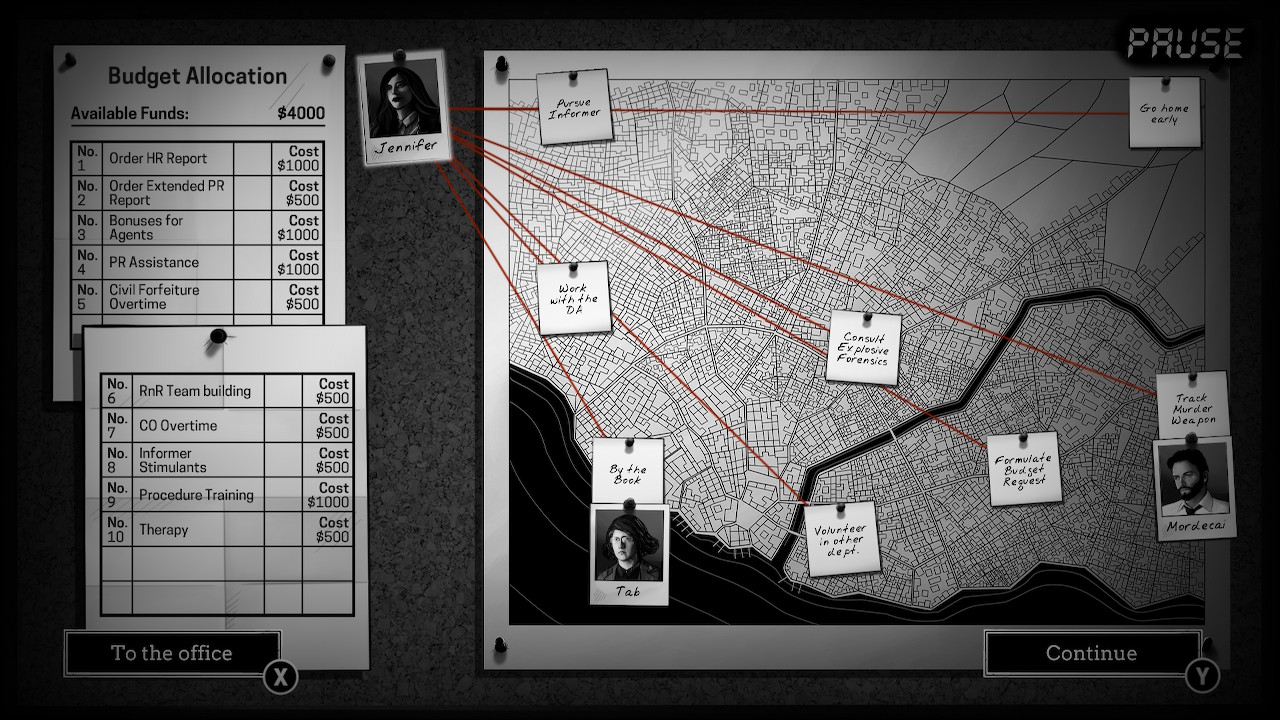 PAUSE
Budget Allocation
Available Funds: $4000
No. 1 Order HR Report Cost $1000
No. 2 Order Extended PR Report Cost $500
No. 3 Bonuses for Agents Cost $1000
No. 4 PR Assistance Cost $1000
No. 5 Civil Forfeiture Overtime Cost $500
No. 6 RnR Team building Cost $500
No. 7 CO Overtime Cost $500
No. 8 Informer Stimulants Cost $500
No. 9 Procedure Training Cost $1000
No. 10 Therapy Cost $500
Jennifer
Pursue
Informer
Go home
early
Work
with the
DA
Consult
Explosive
Forensics
Track
Murder
Weapon
Mordecai
By the
Book
Tab
Formulate
Budget
Request
Volunteer
in other
dept.
To the office
X
Continue
Y